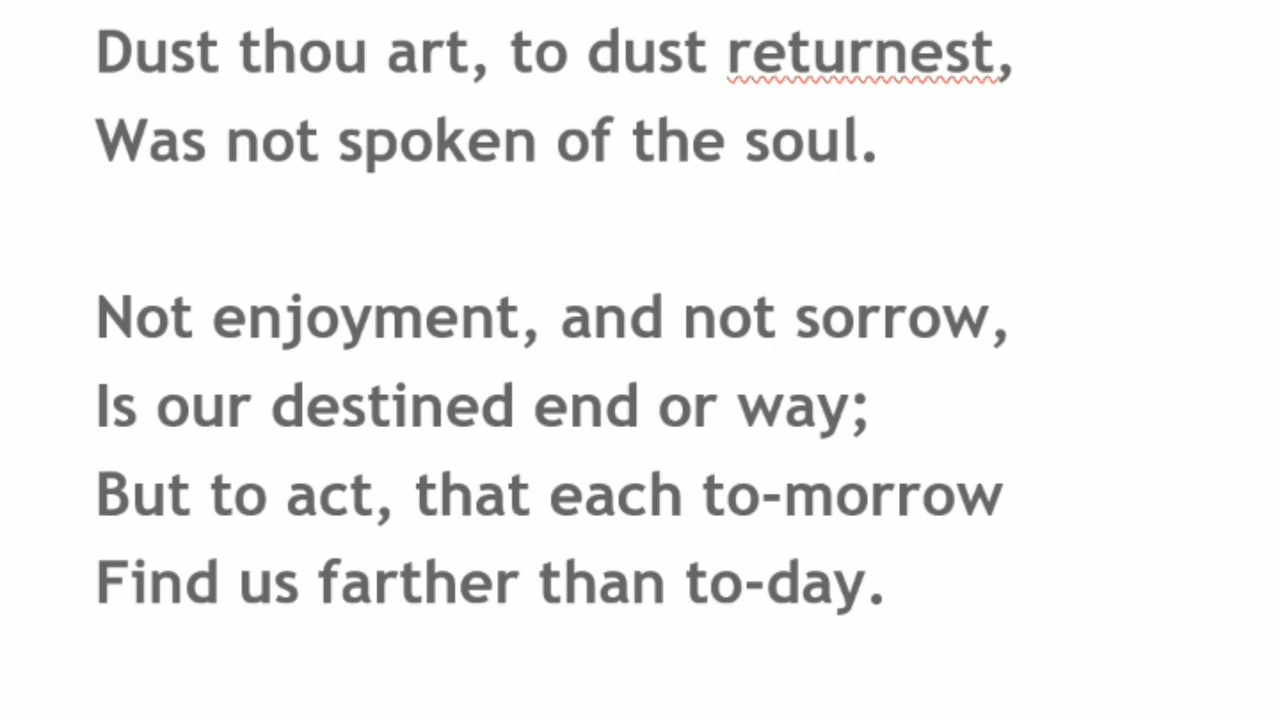 Dust thou art, to dust returnest,
Was not spoken of the soul.
Not enjoyment, and not sorrow,
Is our destined end or way;
But to act, that each to-morrow
Find us farther than to-day.